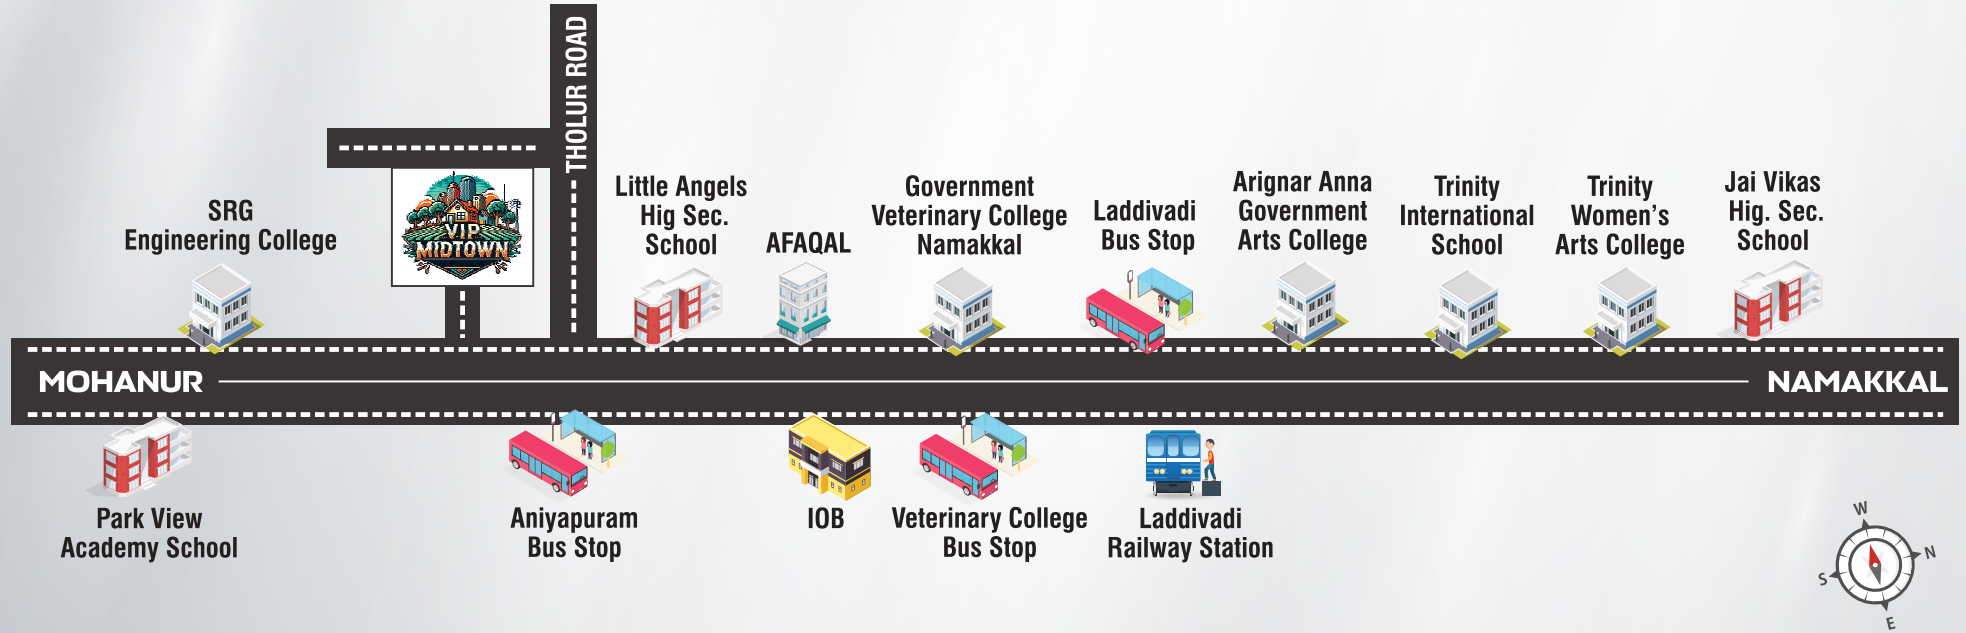 THOLUR ROAD
SRG
Engineering College
VIP
MIDTOWN
Little Angels
Hig Sec.
School
AFAQAL
Government
Veterinary College
Namakkal
Laddivadi
Bus Stop
Arignar Anna
Government
Arts College
Trinity
International
School
Trinity
Women's
Arts College
Jai Vikas
Hig. Sec.
School
MOHANUR
NAMAKKAL
Park View
Academy School
Aniyapuram
Bus Stop
IOB
Veterinary College
Bus Stop
Laddivadi
Railway Station
W
N
S
E